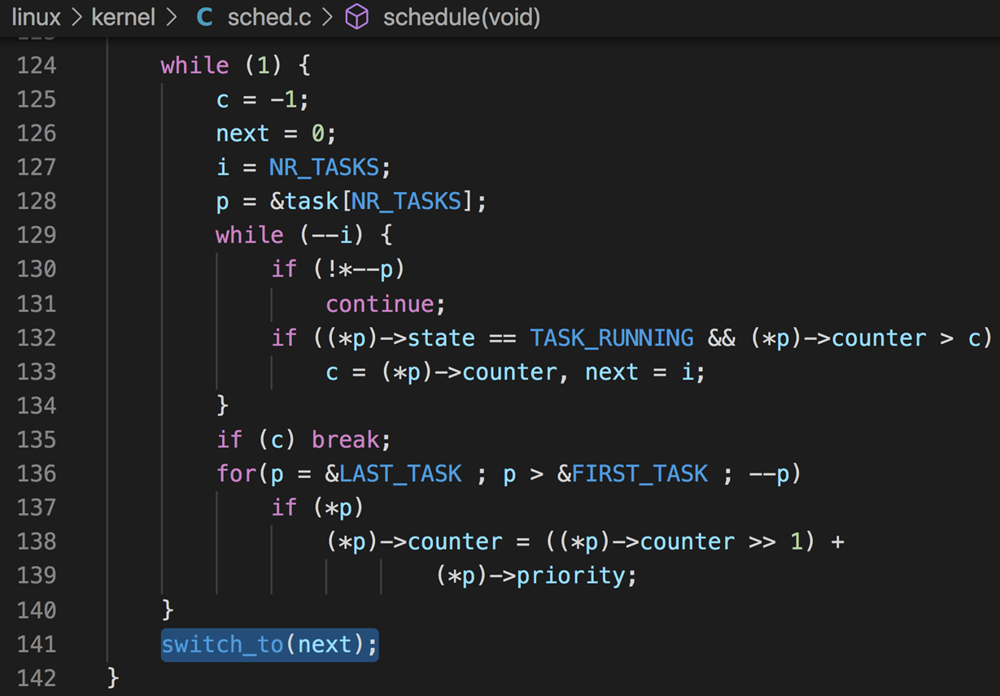 linux > kernel > C sched.c > schedule(void)
124 while (1) {
125 c = -1;
126 next = 0;
127 i = NR_TASKS;
128 p = &task[NR_TASKS];
129 while (--i) {
130 if (!*--p)
131 continue;
132 if ((*p)->state == TASK_RUNNING && (*p)->counter > c)
133 c = (*p)->counter, next = i;
134 }
135 if (c) break;
136 for(p = &LAST_TASK ; p > &FIRST_TASK ; --p)
137 if (*p)
138 (*p)->counter = ((*p)->counter >> 1) +
139 (*p)->priority;
140 }
141 switch_to(next);
142 }